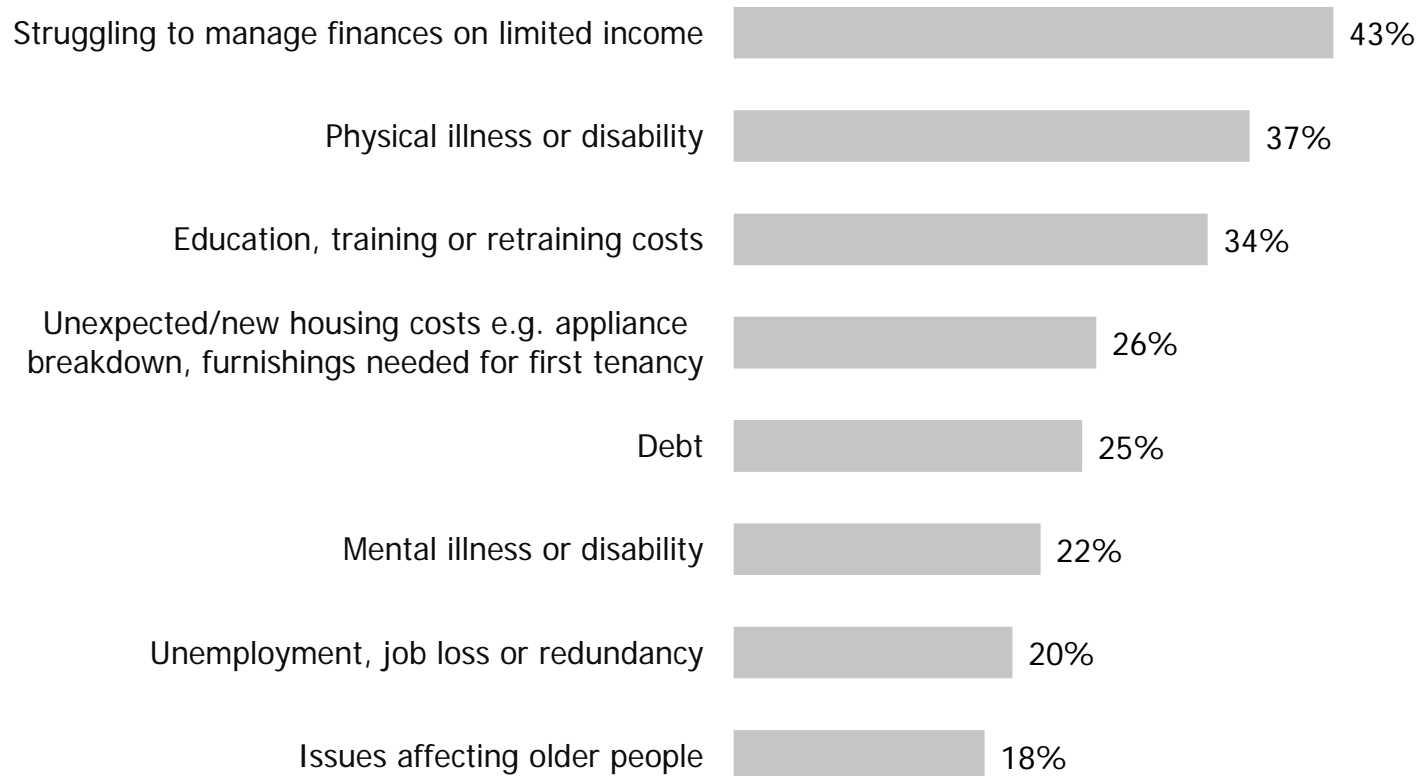 Struggling to manage finances on limited income 43%
Physical illness or disability 37%
Education, training or retraining costs 34%
Unexpected/new housing costs e.g. appliance
breakdown, furnishings needed for first tenancy 26%
Debt 25%
Mental illness or disability 22%
Unemployment, job loss or redundancy 20%
Issues affecting older people 18%